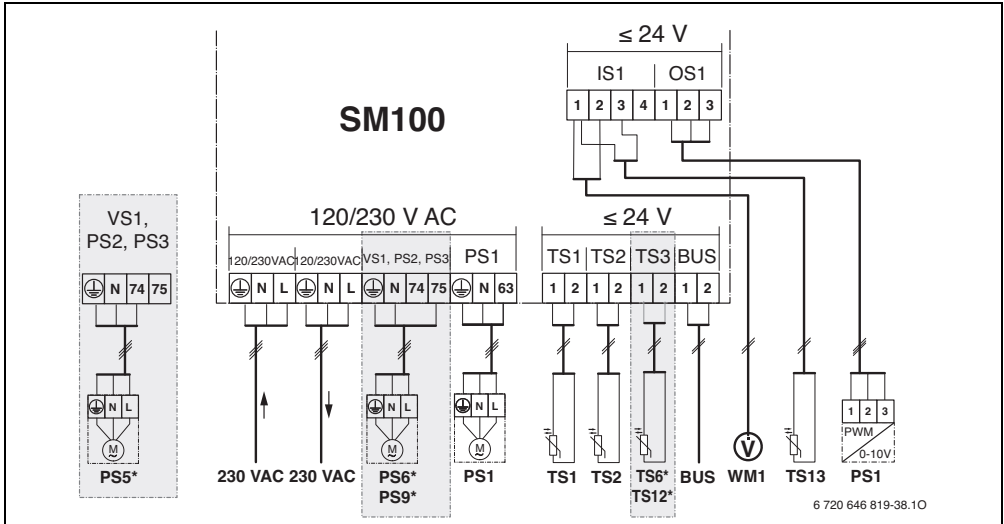 ≤ 24 V
IS1 OS1
1 2 3 4 1 2 3
SM100
120/230 V AC ≤ 24 V
VS1,
PS2, PS3
120/230VAC 120/230VAC VS1, PS2, PS3 PS1 TS1 TS2 TS3 BUS
N 74 75
N L N L N 74 75 N 63 1 2 1 2 1 2 1 2
N L N L N L 1 2 3
PWM
0-10V
M ~ M ~ M ~ V̇
PS5* 230 VAC 230 VAC PS6* PS1 TS1 TS2 TS6* BUS WM1 TS13 PS1
PS9* TS12*
6 720 646 819-38.1O